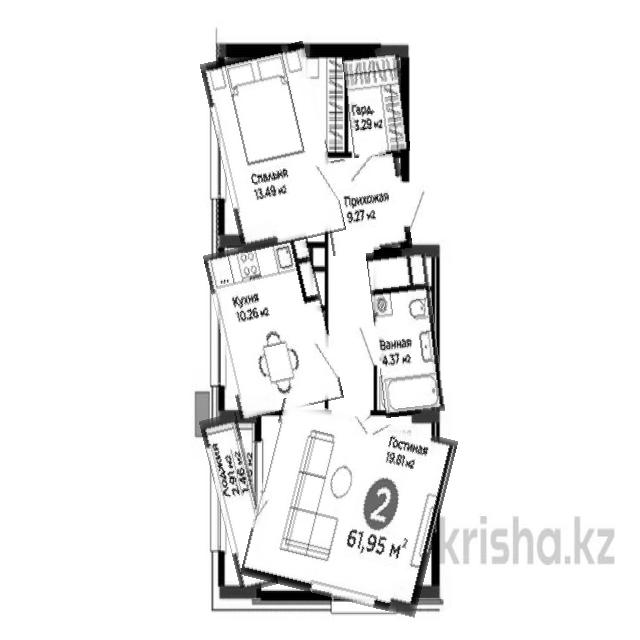 Гард.
3.29 м2
Спальня
13.49 м2
Прихожая
9.27 м2
Кухня
10.26 м2
Ванная
4.37 м2
Лоджия
2.91 м2
1.46 м2
Гостиная
19.81 м2
2
61,95 м²
krisha.kz